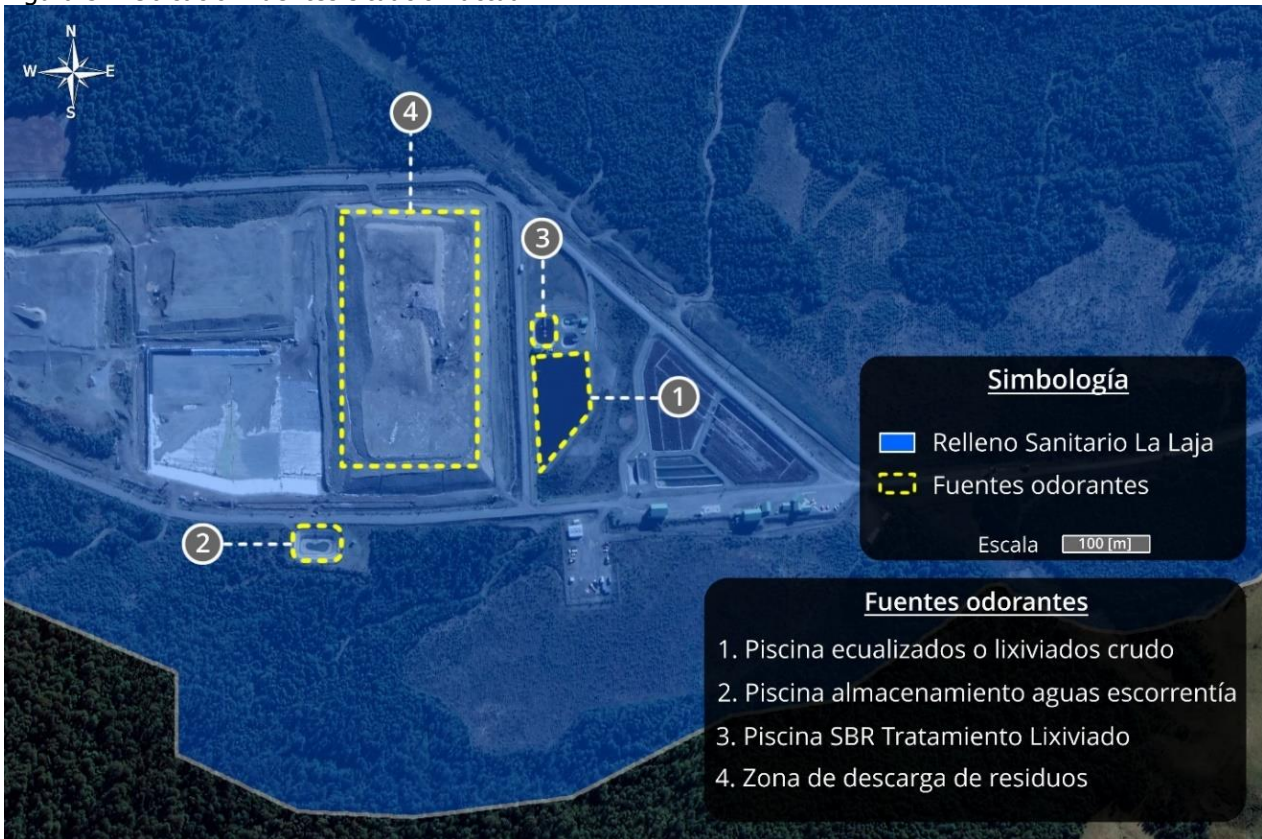 N
W E
S
4
3
1
2
Simbología
Relleno Sanitario La Laja
Fuentes odorantes
Escala 100 [m]
Fuentes odorantes
1. Piscina ecualizados o lixiviados crudo
2. Piscina almacenamiento aguas escorrentía
3. Piscina SBR Tratamiento Lixiviado
4. Zona de descarga de residuos